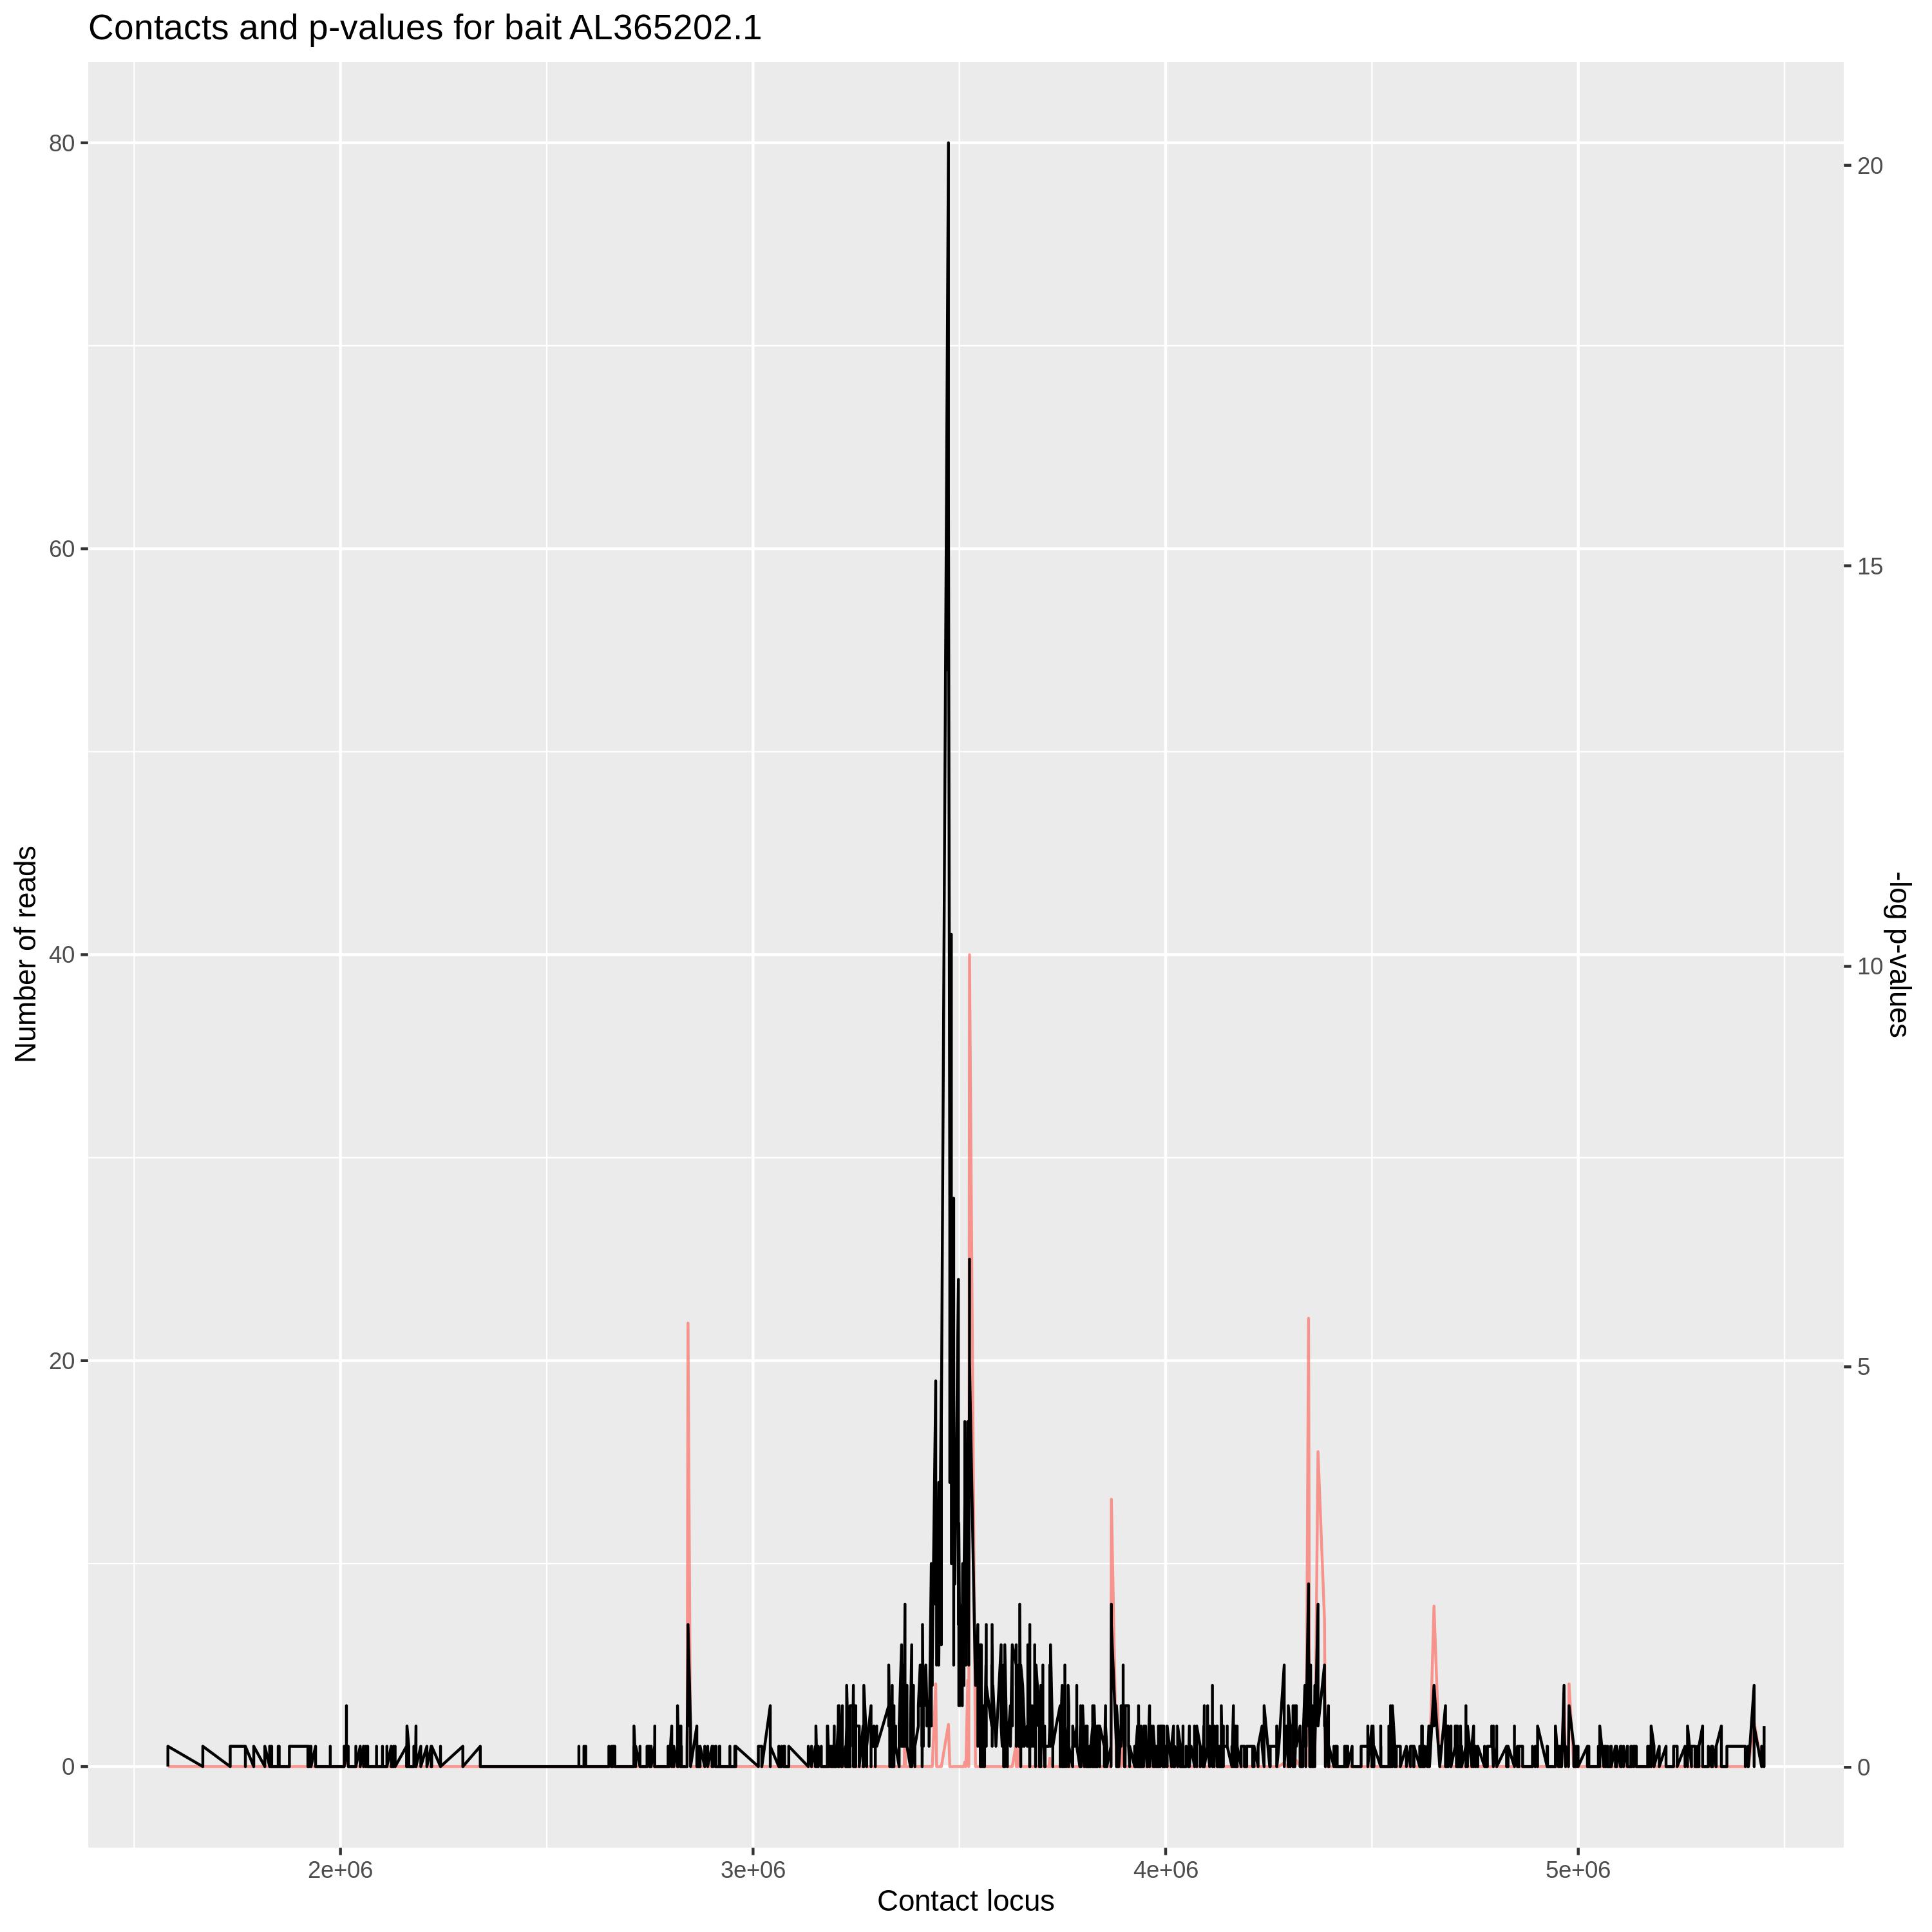 Contacts and p-values for bait AL365202.1
80
60
40
20
0
Number of reads
20
15
10
5
0
-log p-values
2e+06
3e+06
4e+06
5e+06
Contact locus